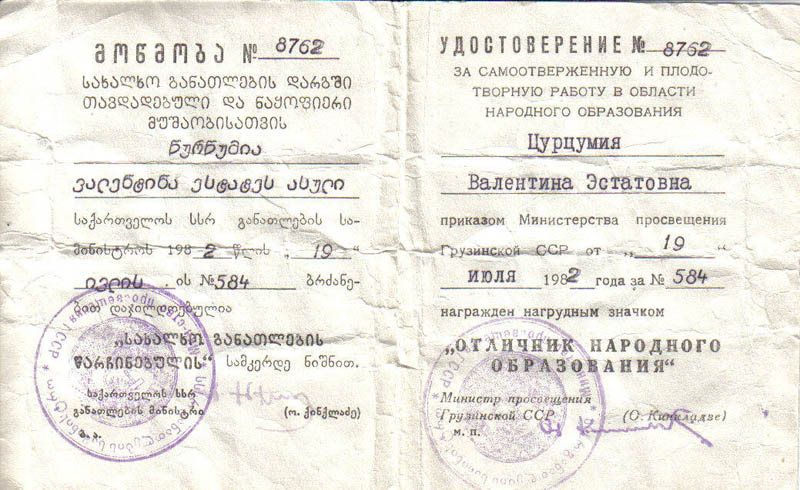 მოწმობა № 8762
სახალხო განათლების დარგში
თავდადებული და ნაყოფიერი
მუშაობისათვის
წურწუმია
ვალენტინა ესტატეს ასული
საქართველოს სსრ განათლების სა-
მინისტროს 1982 წლის „19“
ივლის . ის №584 ბრძანე-
ბით დაჯილდოებულია
„სახალხო განათლების
წარჩინებულის“ სამკერდე ნიშნით.
საქართველოს სსრ
განათლების მინისტრი (ო. ქინქლაძე)
ბ. ა.
УДОСТОВЕРЕНИЕ № 8762
ЗА САМООТВЕРЖЕННУЮ И ПЛОДО-
ТВОРНУЮ РАБОТУ В ОБЛАСТИ
НАРОДНОГО ОБРАЗОВАНИЯ
Цурцумия
Валентина Эстатовна
приказом Министерства просвещения
Грузинской ССР от „19“
июля 1982 года за № 584
награжден нагрудным значком
„ОТЛИЧНИК НАРОДНОГО
ОБРАЗОВАНИЯ“
Министр просвещения
Грузинской ССР (О. Кинкладзе)
м. п.